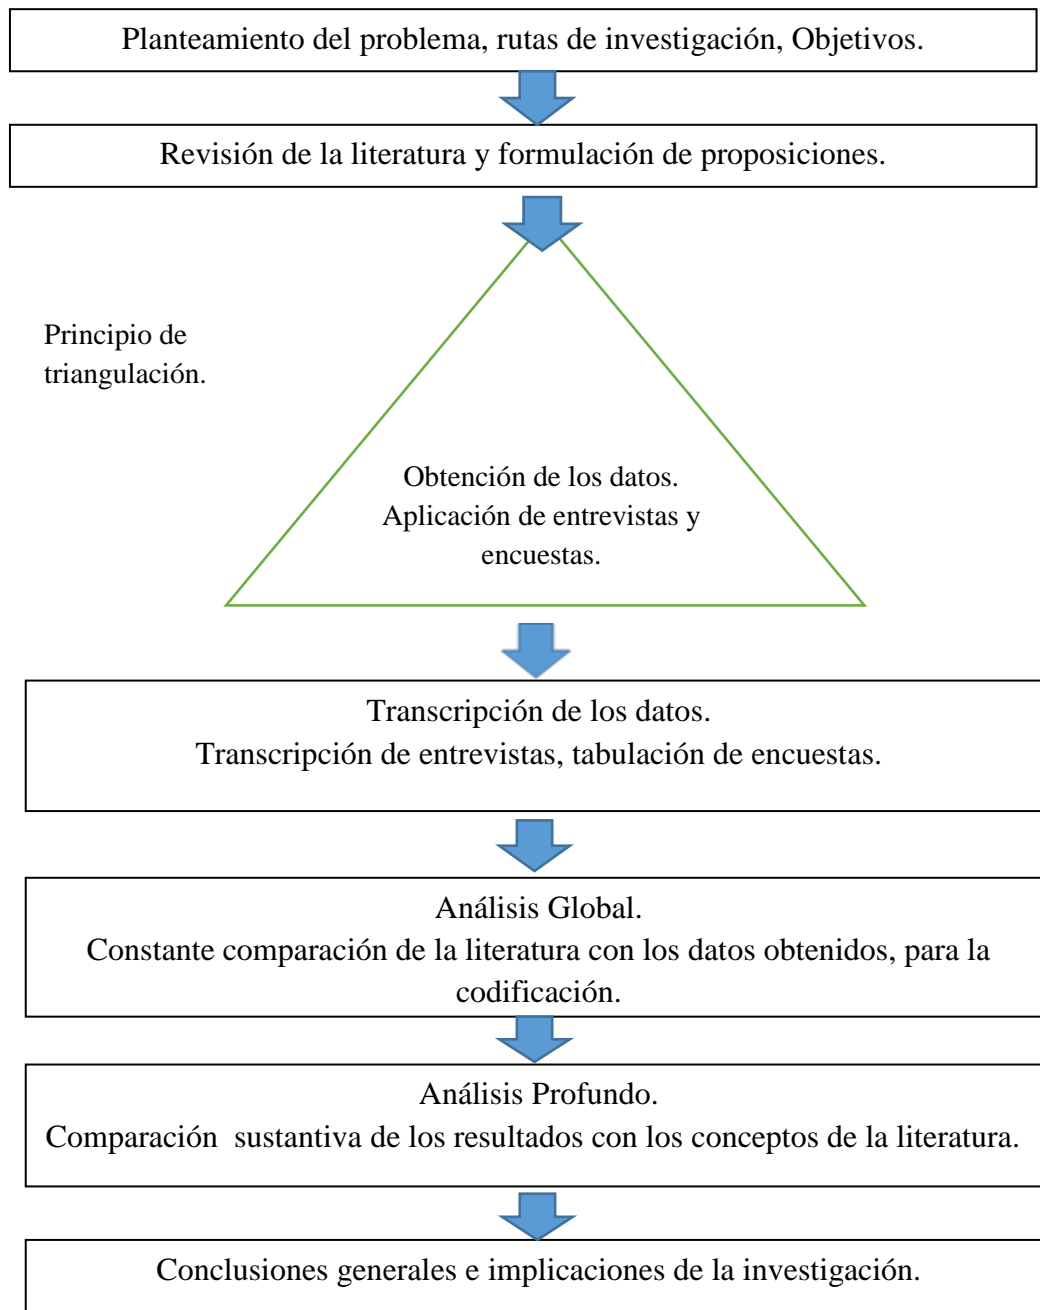 Planteamiento del problema, rutas de investigación, Objetivos.
Revisión de la literatura y formulación de proposiciones.
Principio de
triangulación.
Obtención de los datos.
Aplicación de entrevistas y
encuestas.
Transcripción de los datos.
Transcripción de entrevistas, tabulación de encuestas.
Análisis Global.
Constante comparación de la literatura con los datos obtenidos, para la
codificación.
Análisis Profundo.
Comparación  sustantiva de los resultados con los conceptos de la literatura.
Conclusiones generales e implicaciones de la investigación.